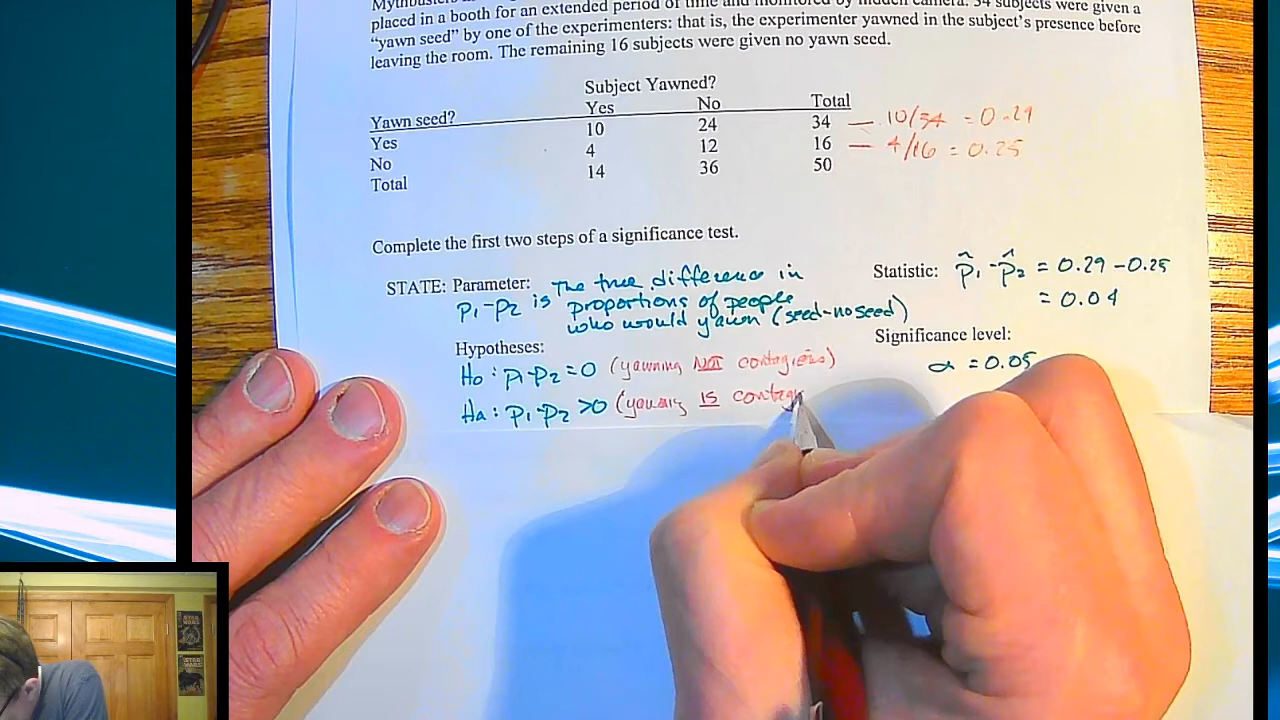 Mythbusters
placed in a booth for an extended period of time and monitored by hidden camera. 34 subjects were given a
"yawn seed" by one of the experimenters: that is, the experimenter yawned in the subject's presence before
leaving the room. The remaining 16 subjects were given no yawn seed.
Subject Yawned?
Yawn seed? Yes No Total
Yes 10 24 34 — 10/34 = 0.29
No 4 12 16 — 4/16 = 0.25
Total 14 36 50
Complete the first two steps of a significance test.
STATE: Parameter: The true difference in
p₁-p₂ is proportions of people
who would yawn (seed-no seed)
Statistic: p̂₁-p̂₂ = 0.29-0.25
= 0.04
Hypotheses:
Ho: p₁-p₂=0 (yawning NOT contagious)
Ha: p₁-p₂>0 (yawning IS contag
Significance level:
α = 0.05
STAR WARS
STAR WARS